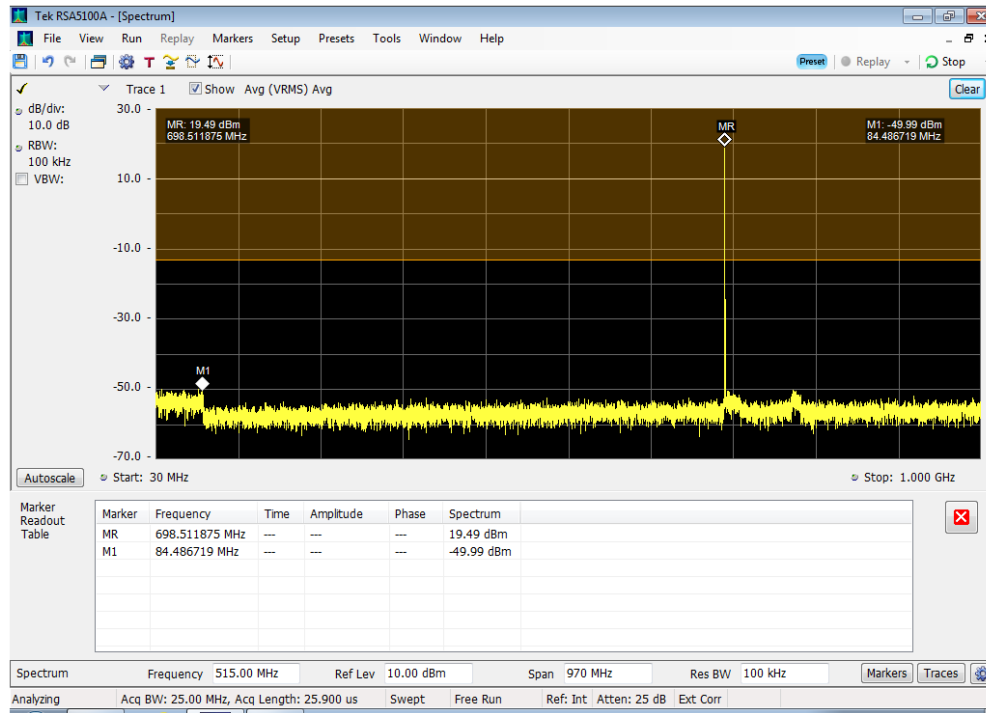 Tek RSA5100A - [Spectrum]
File View Run Replay Markers Setup Presets Tools Window Help
T Preset Replay Stop
Trace 1 Show Avg (VRMS) Avg Clear
dB/div:
10.0 dB
RBW:
100 kHz
VBW:
30.0 -
10.0 -
-10.0 -
-30.0 -
-50.0 -
-70.0 -
MR: 19.49 dBm
698.511875 MHz
MR
M1: -49.99 dBm
84.486719 MHz
M1
Autoscale Start: 30 MHz Stop: 1.000 GHz
Marker
Readout
Table
Marker Frequency Time Amplitude Phase Spectrum
MR 698.511875 MHz --- --- --- 19.49 dBm
M1 84.486719 MHz --- --- --- -49.99 dBm
Spectrum Frequency 515.00 MHz Ref Lev 10.00 dBm Span 970 MHz Res BW 100 kHz Markers Traces
Analyzing Acq BW: 25.00 MHz, Acq Length: 25.900 us Swept Free Run Ref: Int Atten: 25 dB Ext Corr